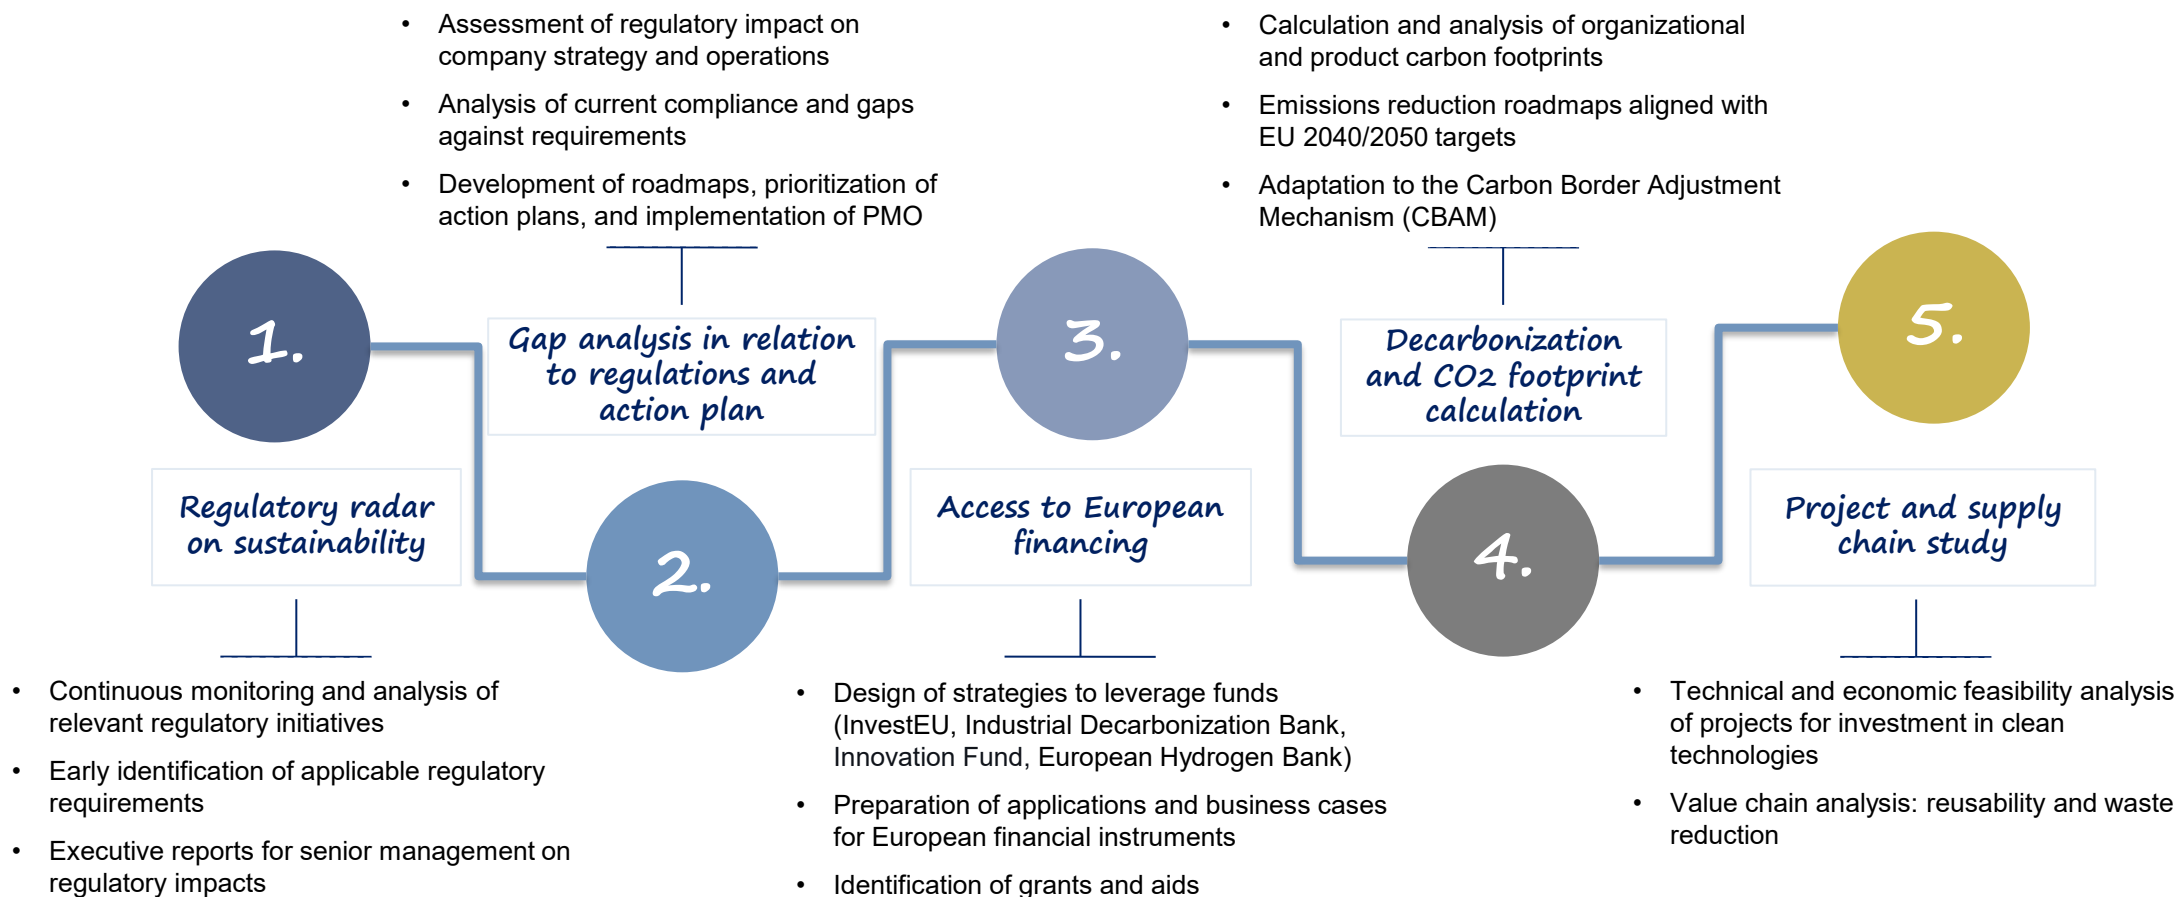 • Assessment of regulatory impact on
company strategy and operations
• Analysis of current compliance and gaps
against requirements
• Development of roadmaps, prioritization of
action plans, and implementation of PMO
• Calculation and analysis of organizational
and product carbon footprints
• Emissions reduction roadmaps aligned with
EU 2040/2050 targets
• Adaptation to the Carbon Border Adjustment
Mechanism (CBAM)
1.
Regulatory radar
on sustainability
• Continuous monitoring and analysis of
relevant regulatory initiatives
• Early identification of applicable regulatory
requirements
• Executive reports for senior management on
regulatory impacts
Gap analysis in relation
to regulations and
action plan
2.
3.
Access to European
financing
• Design of strategies to leverage funds
(InvestEU, Industrial Decarbonization Bank,
Innovation Fund, European Hydrogen Bank)
• Preparation of applications and business cases
for European financial instruments
• Identification of grants and aids
Decarbonization
and CO2 footprint
calculation
4.
5.
Project and supply
chain study
• Technical and economic feasibility analysis
of projects for investment in clean
technologies
• Value chain analysis: reusability and waste
reduction